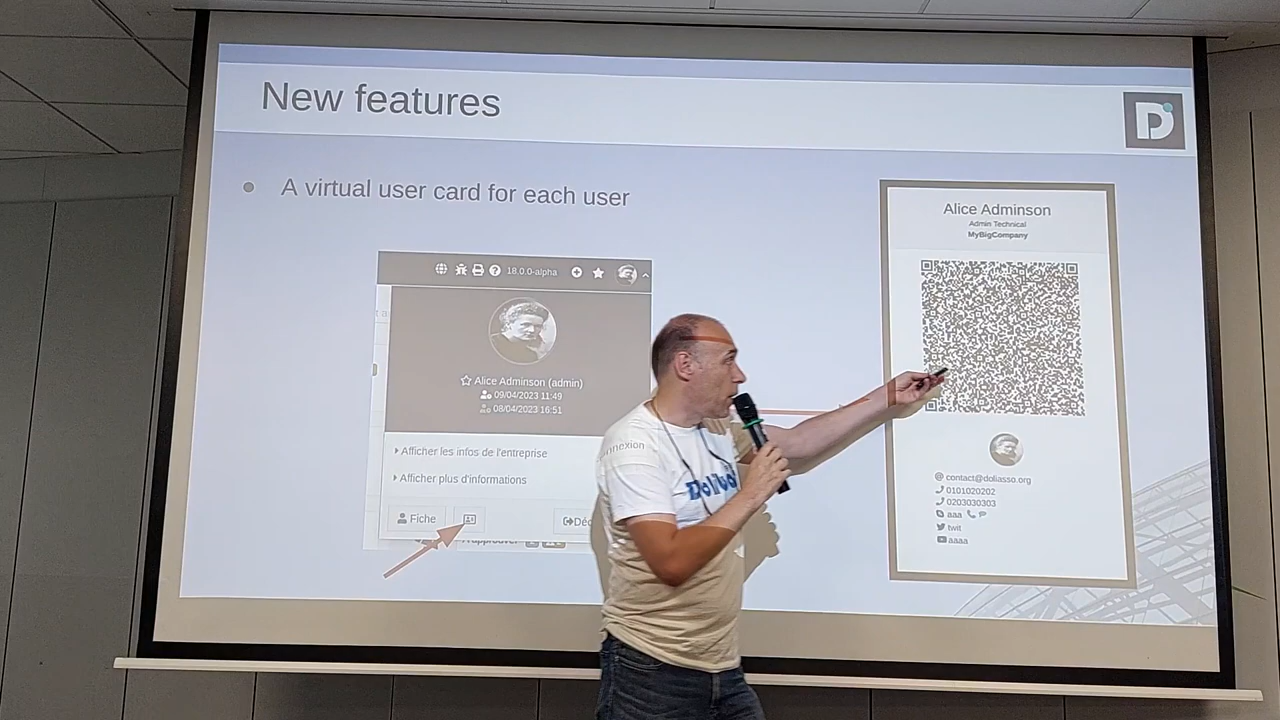 New features
D
A virtual user card for each user
18.0.0-alpha
Alice Adminson (admin)
09/04/2023 11:49
08/04/2023 16:51
Afficher les infos de l'entreprise
Afficher plus d'informations
Fiche
Déc
nnexion
Alice Adminson
Admin Technical
MyBigCompany
contact@doliasso.org
0101020202
0203030303
aaa
twit
aaaa